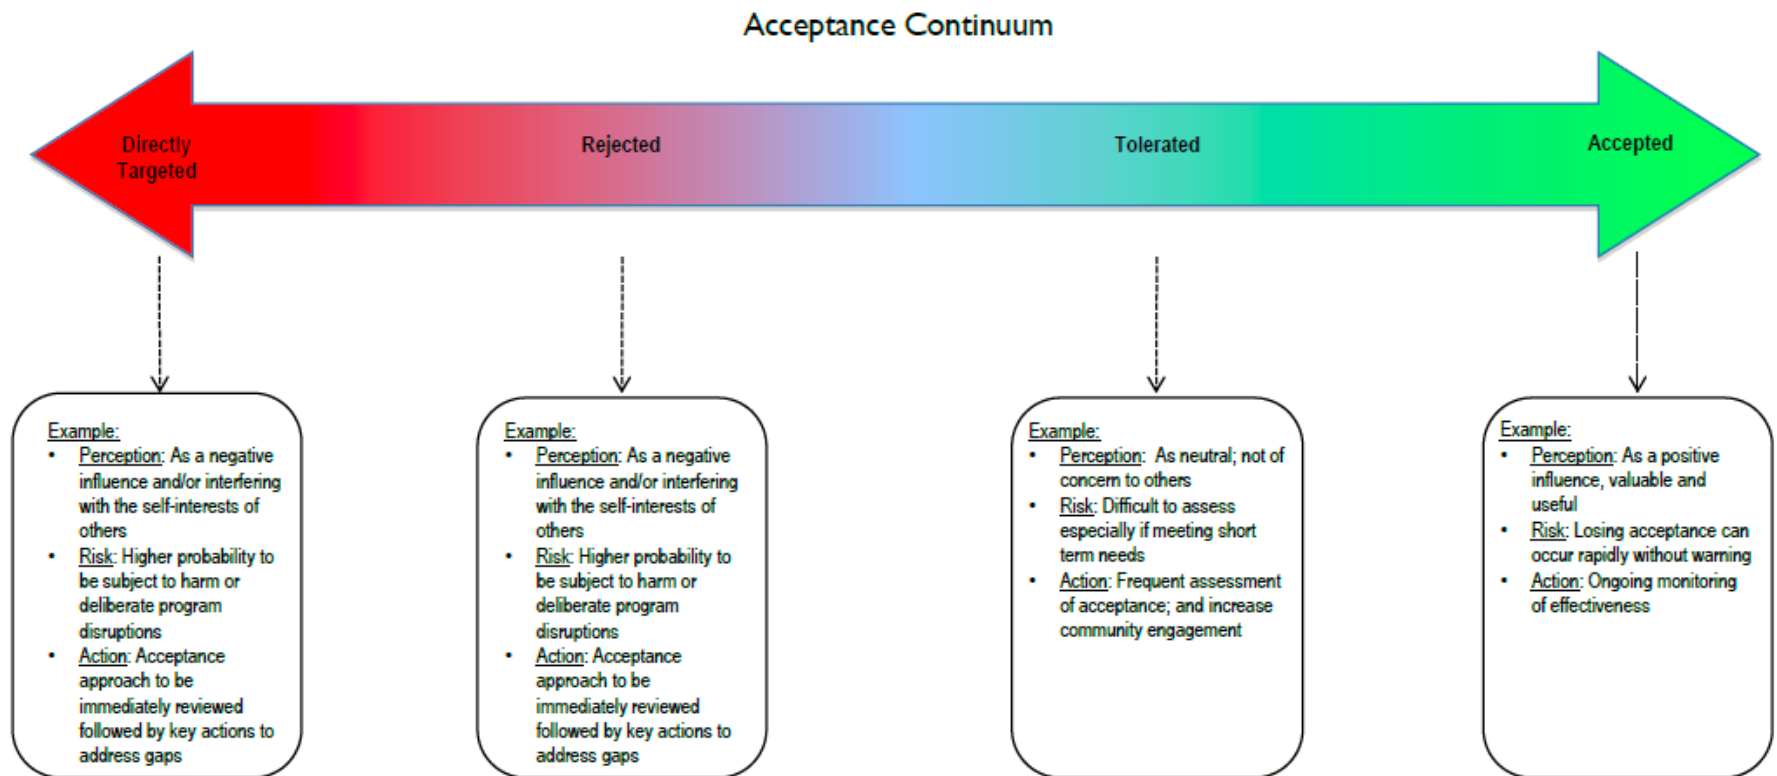 Acceptance Continuum
Directly
Targeted
Rejected
Tolerated
Accepted
Example:
• Perception: As a negative
influence and/or interfering
with the self-interests of
others
• Risk: Higher probability to
be subject to harm or
deliberate program
disruptions
• Action: Acceptance
approach to be
immediately reviewed
followed by key actions to
address gaps
Example:
• Perception: As a negative
influence and/or interfering
with the self-interests of
others
• Risk: Higher probability to
be subject to harm or
deliberate program
disruptions
• Action: Acceptance
approach to be
immediately reviewed
followed by key actions to
address gaps
Example:
• Perception: As neutral; not of
concern to others
• Risk: Difficult to assess
especially if meeting short
term needs
• Action: Frequent assessment
of acceptance; and increase
community engagement
Example:
• Perception: As a positive
influence, valuable and
useful
• Risk: Losing acceptance can
occur rapidly without warning
• Action: Ongoing monitoring
of effectiveness